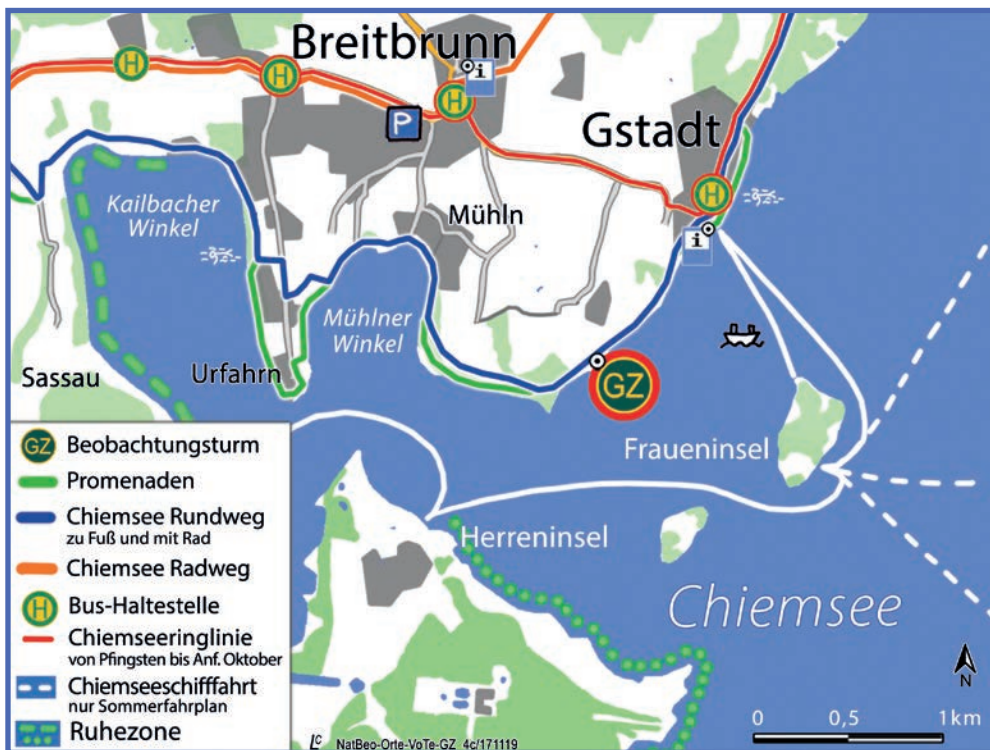 Breitbrunn
H
H
i
H
P
Gstadt
H
i
Kailbacher
Winkel
Mühln
Mühlner
Winkel
Sassau
Urfahrn
GZ
Fraueninsel
Herreninsel
Chiemsee
GZ Beobachtungsturm
Promenaden
Chiemsee Rundweg
zu Fuß und mit Rad
Chiemsee Radweg
H Bus-Haltestelle
Chiemseeringlinie
von Pfingsten bis Anf. Oktober
Chiemseeschifffahrt
nur Sommerfahrplan
Ruhezone
N
0 0,5 1km
NatBeo-Orte-VoTe-GZ 4c/171119